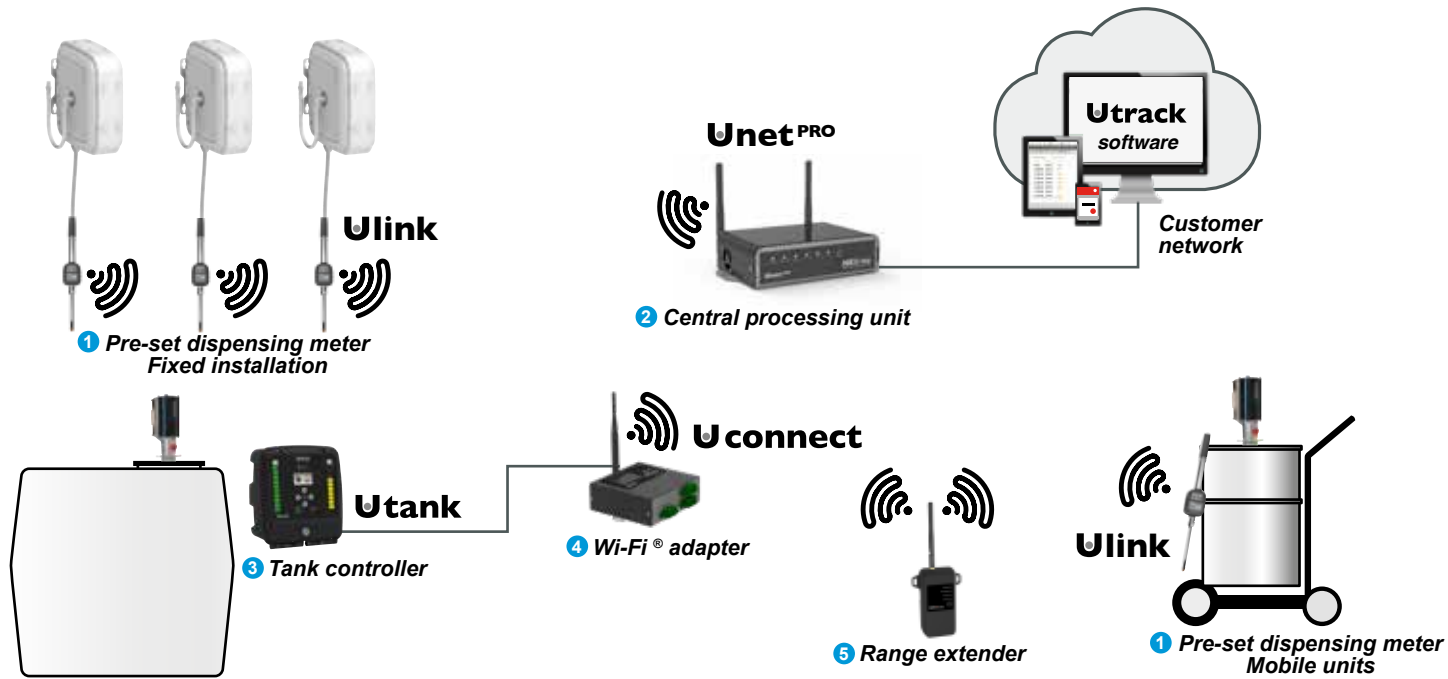 Ulink
1 Pre-set dispensing meter
Fixed installation
Unet PRO
2 Central processing unit
Utrack
software
Customer
network
Utank
3 Tank controller
Uconnect
4 Wi-Fi ® adapter
5 Range extender
Ulink
1 Pre-set dispensing meter
Mobile units